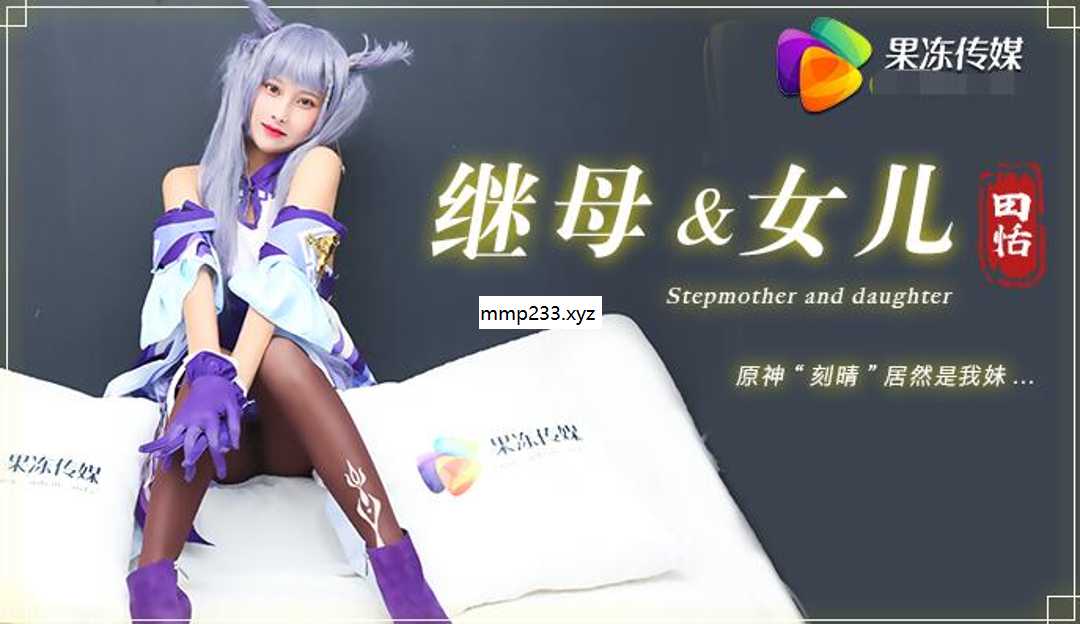 果冻传媒
继母&女儿
田恬
Stepmother and daughter
mmp233.xyz
原神“刻晴”居然是我妹...
果冻传媒
果冻传媒